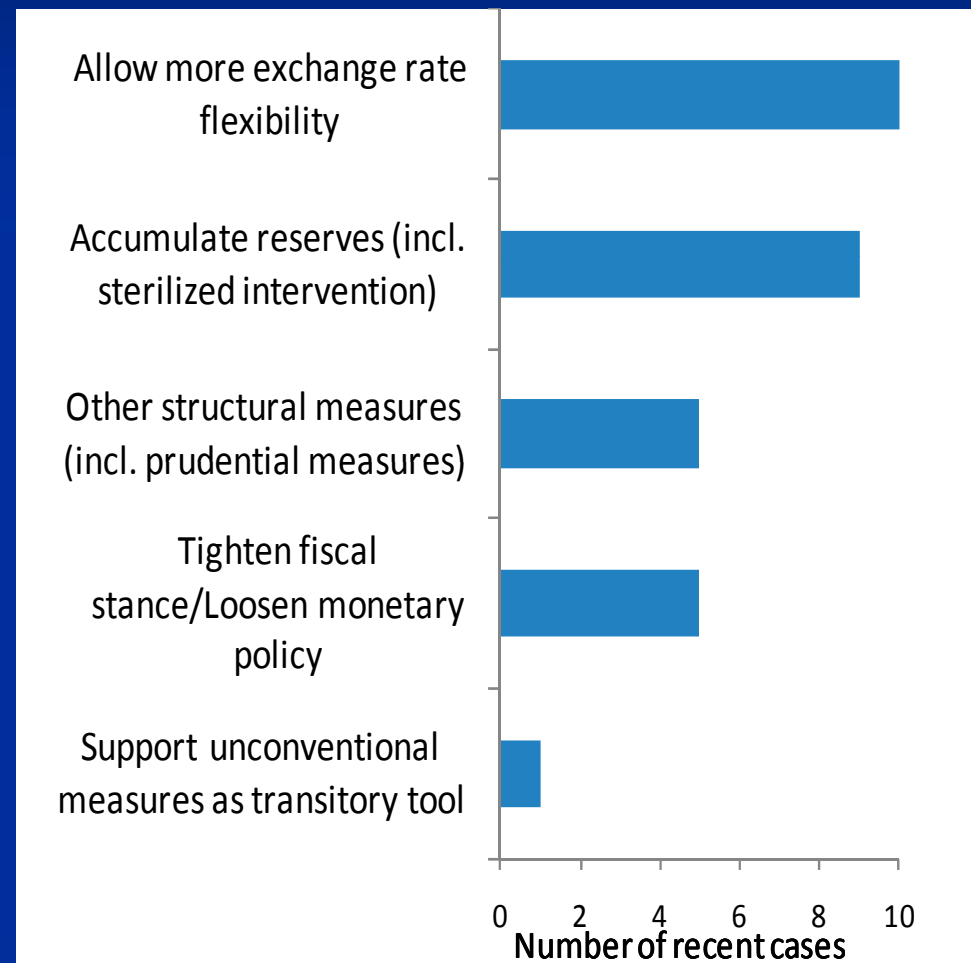 Allow more exchange rate
flexibility
Accumulate reserves (incl.
sterilized intervention)
Other structural measures
(incl. prudential measures)
Tighten fiscal
stance/Loosen monetary
policy
Support unconventional
measures as transitory tool
0 2 4 6 8 10
Number of recent cases